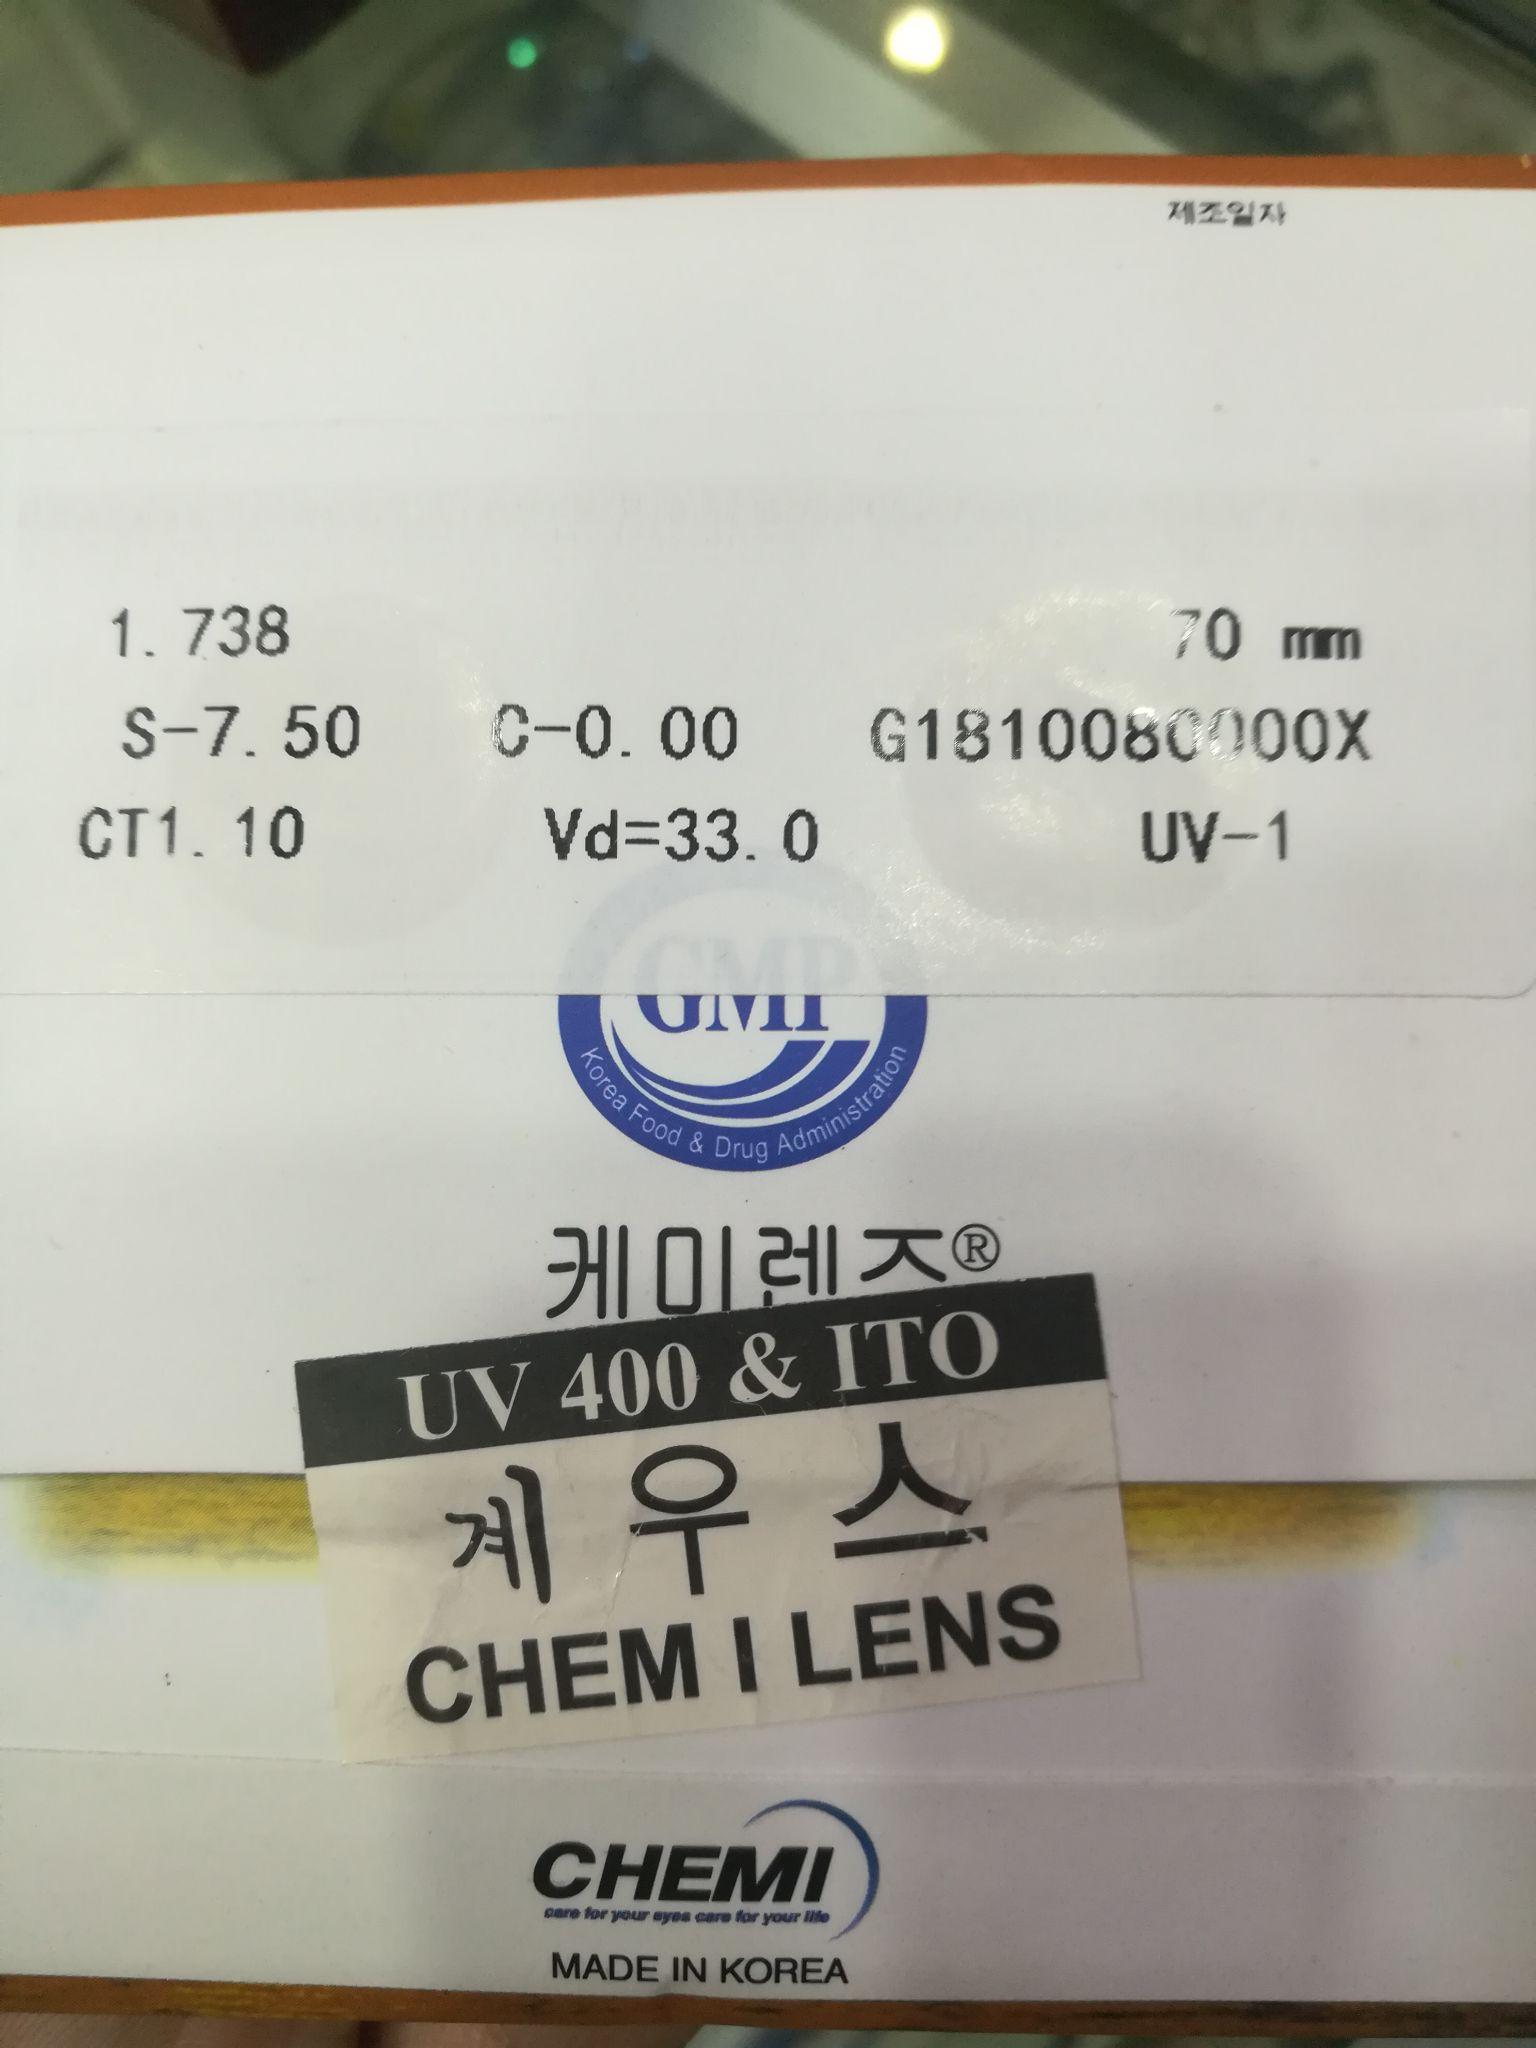 제조일자
1.738 70 mm
S-7.50 C-0.00 G1810080000X
CT1.10 Vd=33.0 UV-1
GMP
Korea Food & Drug Administration
케미렌즈®
UV 400 & ITO
계우스
CHEM I LENS
CHEMI
care for your eyes care for your life
MADE IN KOREA